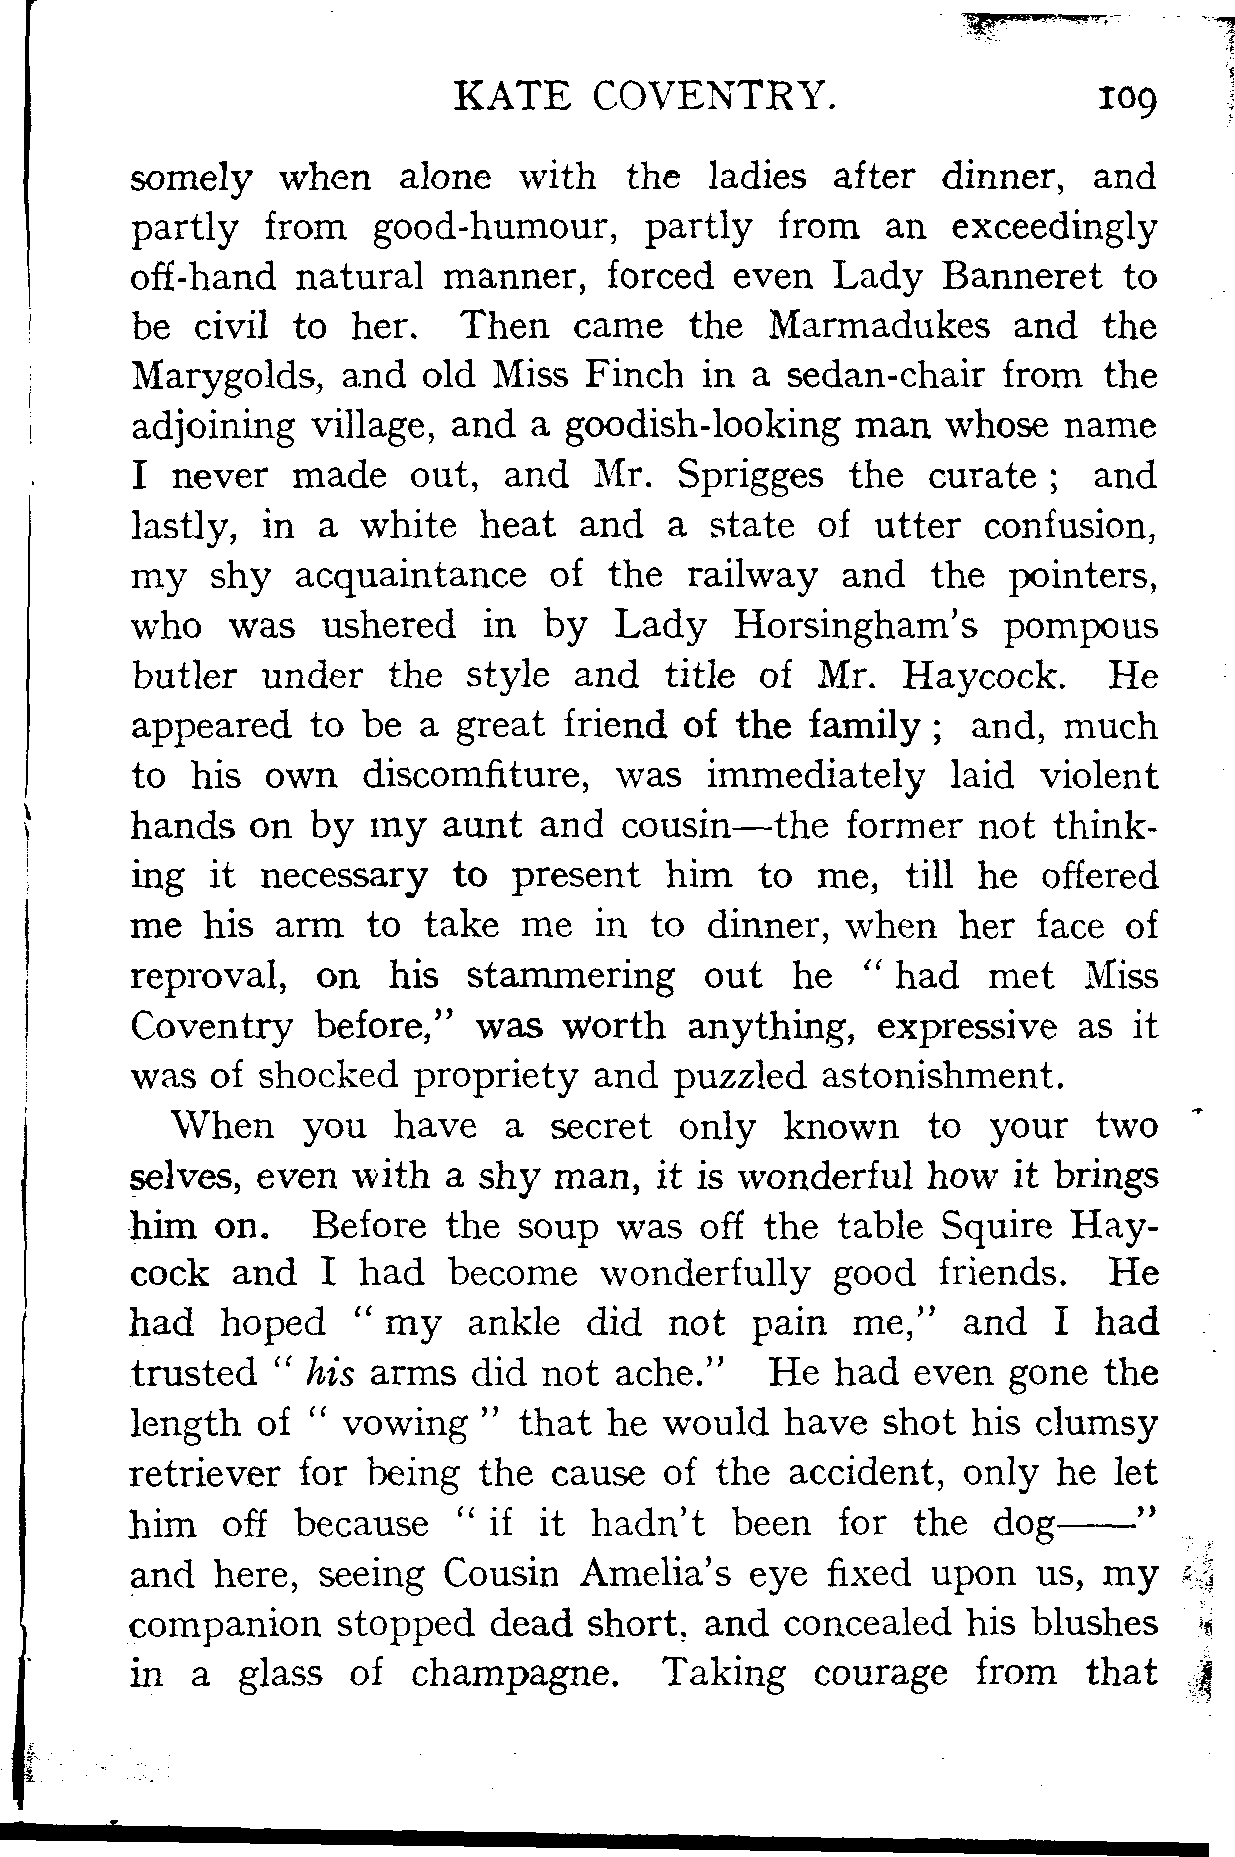 KATE COVENTRY. 109
somely when alone with the ladies after dinner, and
partly from good-humour, partly from an exceedingly
off-hand natural manner, forced even Lady Banneret to
be civil to her. Then came the Marmadukes and the
Marygolds, and old Miss Finch in a sedan-chair from the
adjoining village, and a goodish-looking man whose name
I never made out, and Mr. Sprigges the curate ; and
lastly, in a white heat and a state of utter confusion,
my shy acquaintance of the railway and the pointers,
who was ushered in by Lady Horsingham's pompous
butler under the style and title of Mr. Haycock. He
appeared to be a great friend of the family ; and, much
to his own discomfiture, was immediately laid violent
hands on by my aunt and cousin—the former not think-
ing it necessary to present him to me, till he offered
me his arm to take me in to dinner, when her face of
reproval, on his stammering out he “ had met Miss
Coventry before,” was worth anything, expressive as it
was of shocked propriety and puzzled astonishment.
When you have a secret only known to your two
selves, even with a shy man, it is wonderful how it brings
him on. Before the soup was off the table Squire Hay-
cock and I had become wonderfully good friends. He
had hoped “ my ankle did not pain me,” and I had
trusted “ his arms did not ache.” He had even gone the
length of “ vowing ” that he would have shot his clumsy
retriever for being the cause of the accident, only he let
him off because “ if it hadn't been for the dog——”
and here, seeing Cousin Amelia's eye fixed upon us, my
companion stopped dead short, and concealed his blushes
in a glass of champagne. Taking courage from that